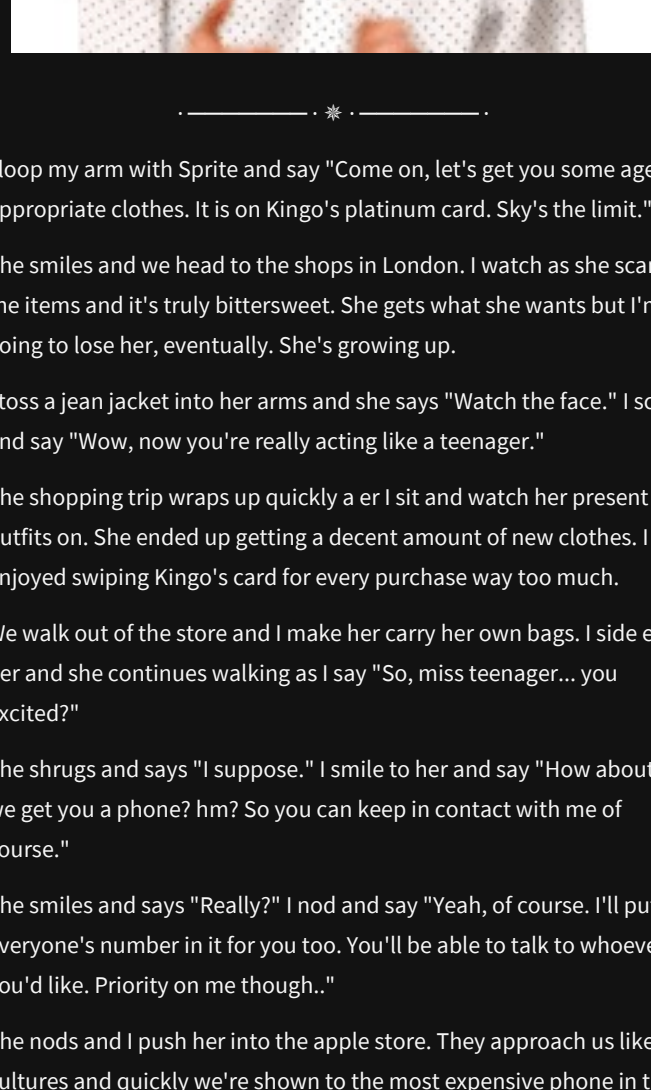 loop my arm with Sprite and say "Come on, let's get you some age
ppropriate clothes. It is on Kingo's platinum card. Sky's the limit."
he smiles and we head to the shops in London. I watch as she sca
he items and it's truly bittersweet. She gets what she wants but I'
oing to lose her, eventually. She's growing up.
toss a jean jacket into her arms and she says "Watch the face." I sc
nd say "Wow, now you're really acting like a teenager."
he shopping trip wraps up quickly a er I sit and watch her present
utfits on. She ended up getting a decent amount of new clothes. I
njoyed swiping Kingo's card for every purchase way too much.
We walk out of the store and I make her carry her own bags. I side e
er and she continues walking as I say "So, miss teenager... you
xcited?"
he shrugs and says "I suppose." I smile to her and say "How about
we get you a phone? hm? So you can keep in contact with me of
ourse."
he smiles and says "Really?" I nod and say "Yeah, of course. I'll pu
veryone's number in it for you too. You'll be able to talk to whoeve
ou'd like. Priority on me though.."
he nods and I push her into the apple store. They approach us like
ultures and quickly we're shown to the most expensive phone in t